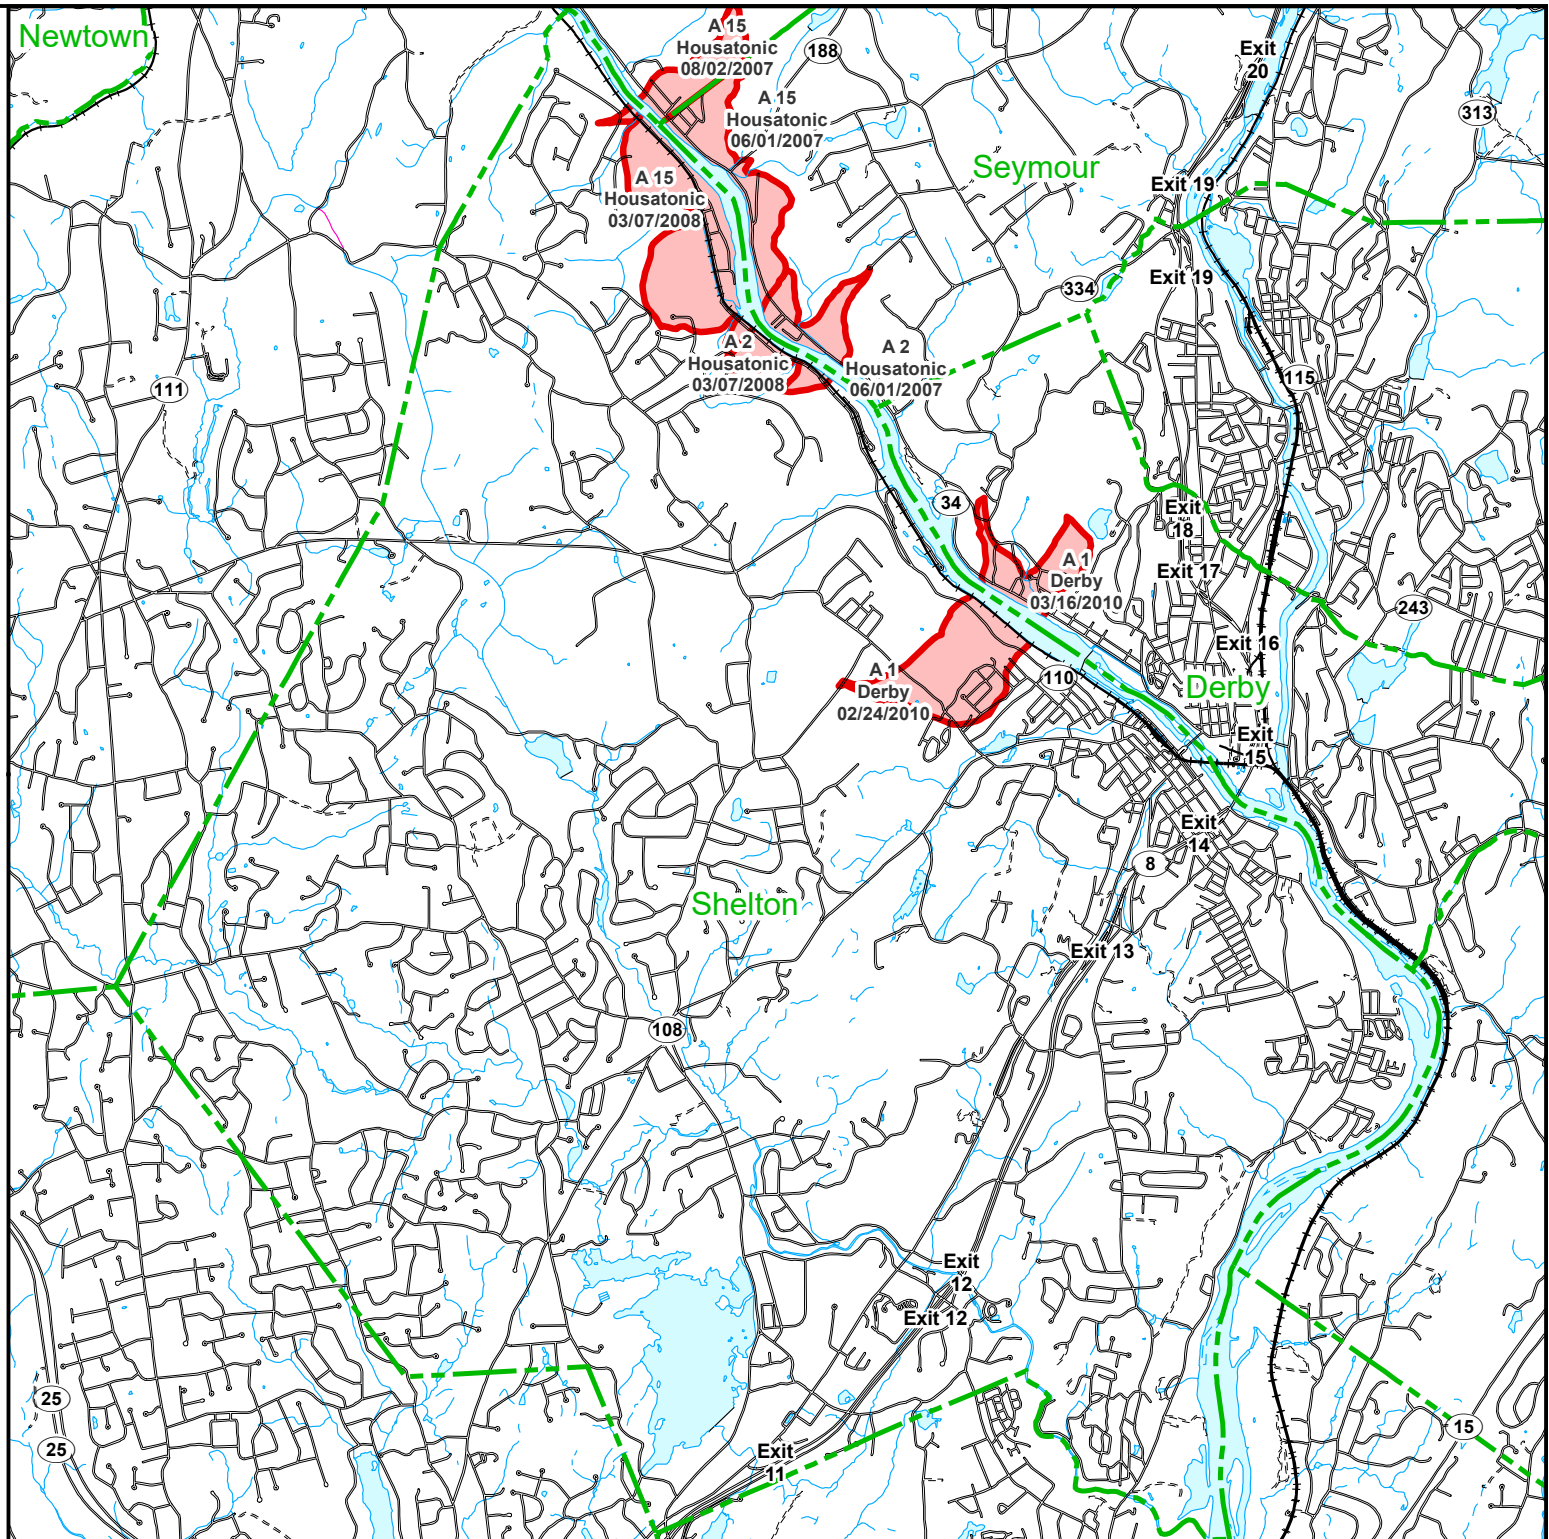 Newtown
A 15
Housatonic
08/02/2007
188
Exit
20
A 15
Housatonic
06/01/2007
313
Seymour
A 15
Housatonic
03/07/2008
Exit 19
Exit 19
334
A 2
Housatonic
03/07/2008
A 2
Housatonic
06/01/2007
111
115
34
Exit
18
A 1
Derby
03/16/2010
Exit 17
243
Exit 16
A 1
Derby
02/24/2010
110
Derby
Exit
15
Exit
14
8
Shelton
Exit 13
108
Exit
12
Exit 12
25
25
15
Exit
11